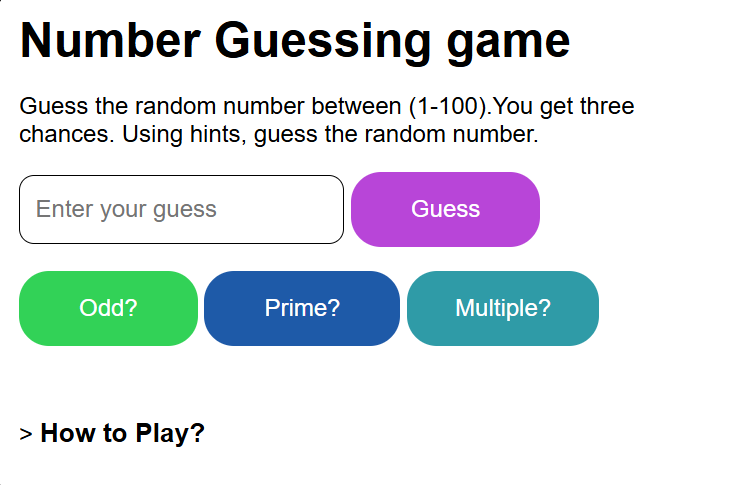 Number Guessing game
Guess the random number between (1-100).You get three
chances. Using hints, guess the random number.
Enter your guess Guess
Odd? Prime? Multiple?
> How to Play?